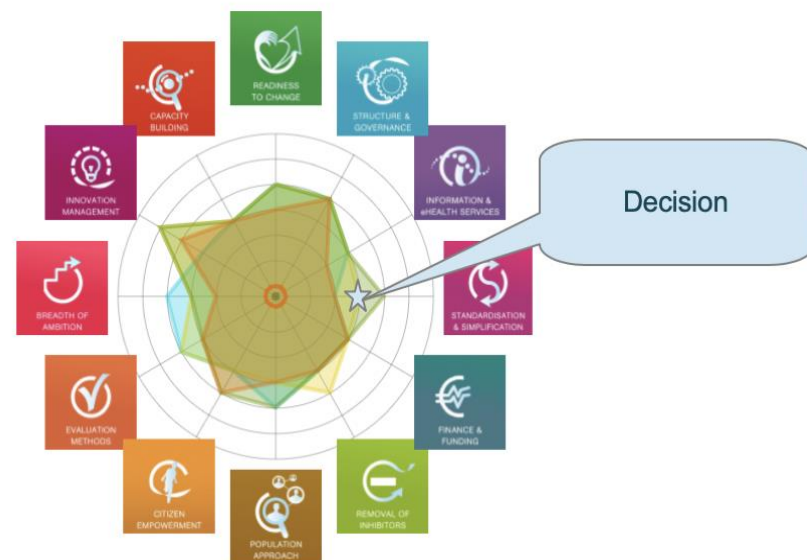 READINESS
TO CHANGE
STRUCTURE &
GOVERNANCE
INFORMATION &
eHEALTH SERVICES
STANDARDISATION
& SIMPLIFICATION
FINANCE &
FUNDING
REMOVAL OF
INHIBITORS
POPULATION
APPROACH
CITIZEN
EMPOWERMENT
EVALUATION
METHODS
BREADTH OF
AMBITION
INNOVATION
MANAGEMENT
CAPACITY
BUILDING
Decision